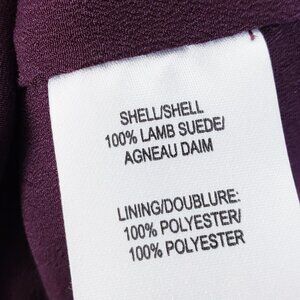 SHELL/SHELL
100% LAMB SUEDE/
AGNEAU DAIM
LINING/DOUBLURE:
100% POLYESTER/
100% POLYESTER